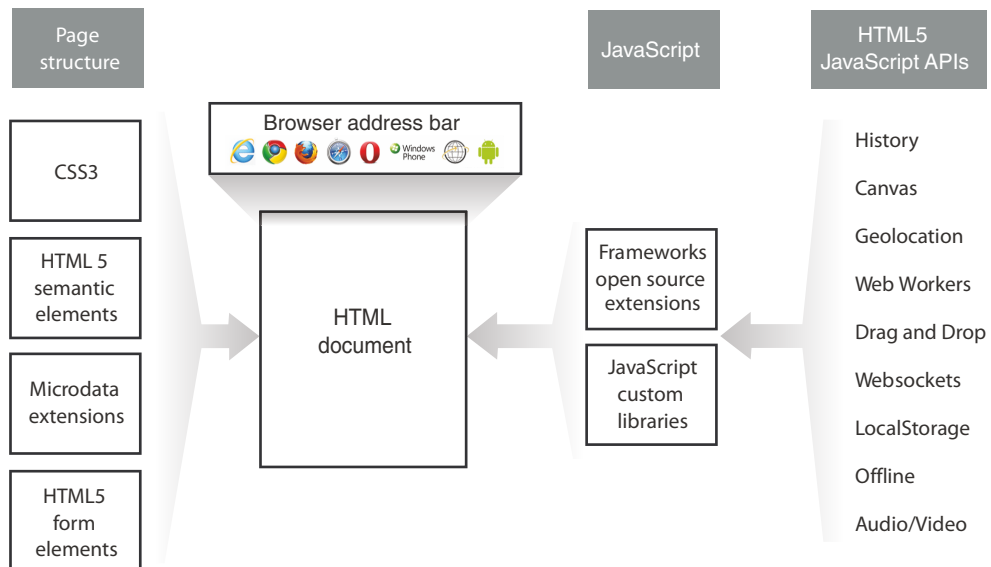 Page
structure
JavaScript
HTML5
JavaScript APIs
Browser address bar
Windows
Phone
CSS3
HTML 5
semantic
elements
Microdata
extensions
HTML5
form
elements
HTML
document
Frameworks
open source
extensions
JavaScript
custom
libraries
History
Canvas
Geolocation
Web Workers
Drag and Drop
Websockets
LocalStorage
Offline
Audio/Video